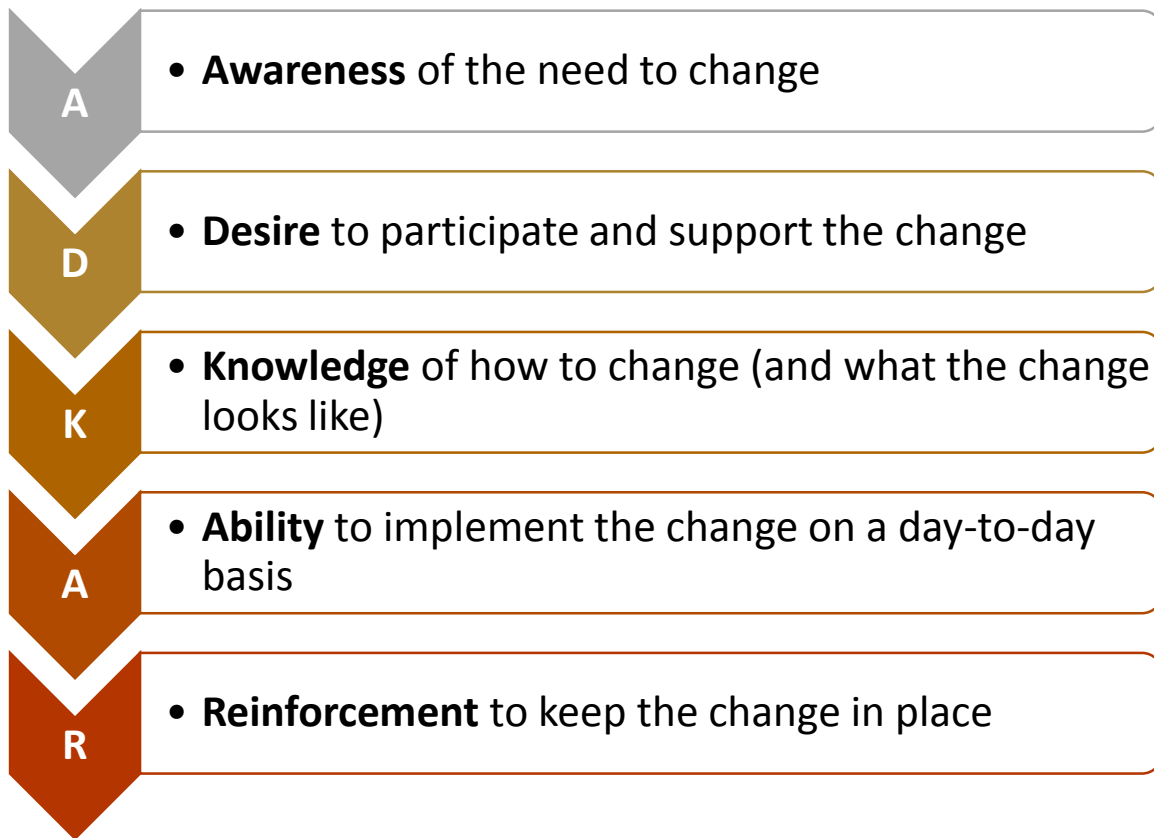 A
• Awareness of the need to change
D
• Desire to participate and support the change
K
• Knowledge of how to change (and what the change
looks like)
A
• Ability to implement the change on a day-to-day
basis
R
• Reinforcement to keep the change in place